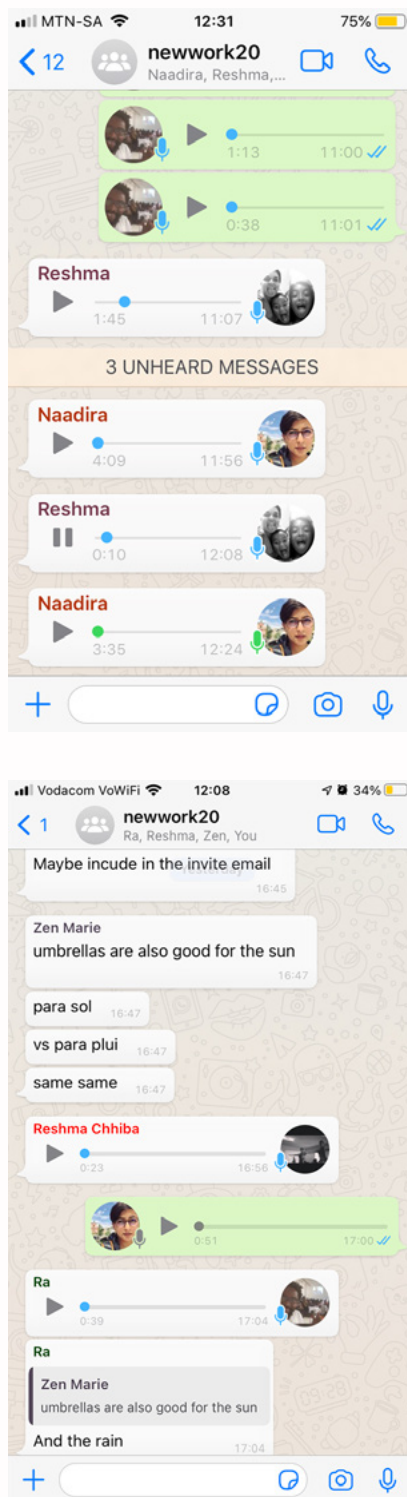 MTN-SA 12:31 75%
12 newwork20
Naadira, Reshma,...
1:13 11:00
0:38 11:01
Reshma
1:45 11:07
3 UNHEARD MESSAGES
Naadira
4:09 11:56
Reshma
0:10 12:08
Naadira
3:35 12:24
Vodacom VoWiFi 12:08 34%
1 newwork20
Ra, Reshma, Zen, You
Yesterday
Maybe incude in the invite email
16:45
Zen Marie
umbrellas are also good for the sun
16:47
para sol 16:47
vs para plui 16:47
same same 16:47
Reshma Chhiba
0:23 16:56
0:51 17:00
Ra
0:39 17:04
Ra
Zen Marie
umbrellas are also good for the sun
And the rain
17:04